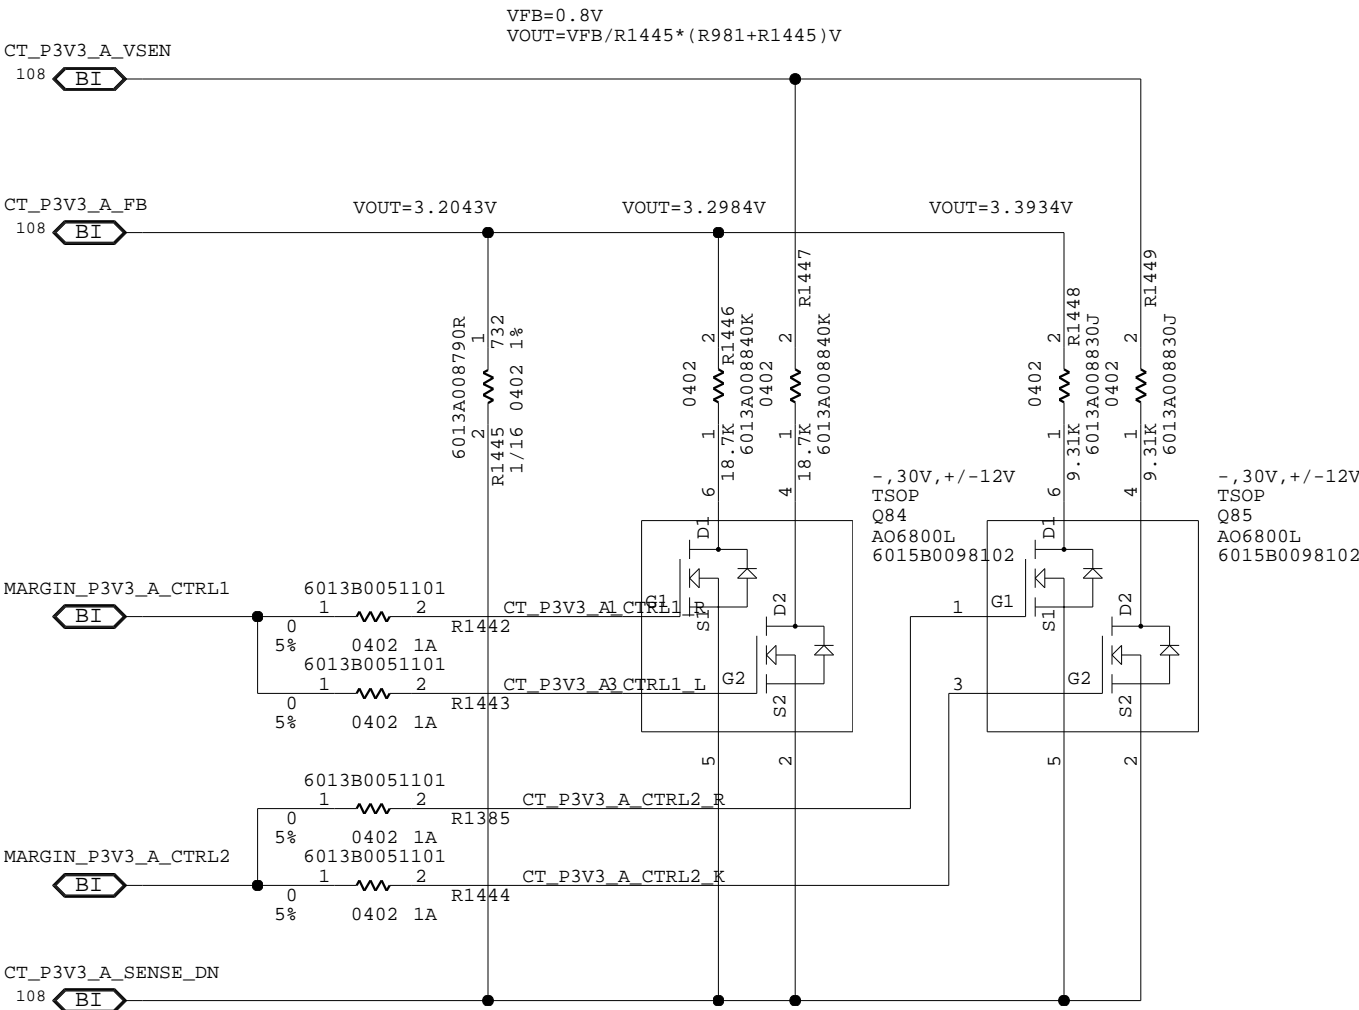 VFB=0.8V
VOUT=VFB/R1445*(R981+R1445)V
CT_P3V3_A_VSEN
108 BI
CT_P3V3_A_FB
108 BI
VOUT=3.2043V
VOUT=3.2984V
VOUT=3.3934V
6013A008790R
1
2
R1445
732
1/16 0402 1%
0402
2
1
R1446
18.7K
6013A008840K
0402
2
1
R1447
18.7K
6013A008840K
0402
2
1
R1448
9.31K
6013A008830J
0402
2
1
R1449
9.31K
6013A008830J
6
4
D1
G1
S1
D2
G2
S2
5
2
-,30V,+/-12V
TSOP
Q84
AO6800L
6015B0098102
6
4
D1
G1
S1
D2
G2
S2
5
2
1
3
-,30V,+/-12V
TSOP
Q85
AO6800L
6015B0098102
MARGIN_P3V3_A_CTRL1
BI
6013B0051101
1 2
0
R1442
5% 0402 1A
CT_P3V3_A_CTRL1_R
1
6013B0051101
1 2
0
R1443
5% 0402 1A
CT_P3V3_A_CTRL1_L
3
6013B0051101
1 2
0
R1385
5% 0402 1A
CT_P3V3_A_CTRL2_R
MARGIN_P3V3_A_CTRL2
BI
6013B0051101
1 2
0
R1444
5% 0402 1A
CT_P3V3_A_CTRL2_K
CT_P3V3_A_SENSE_DN
108 BI